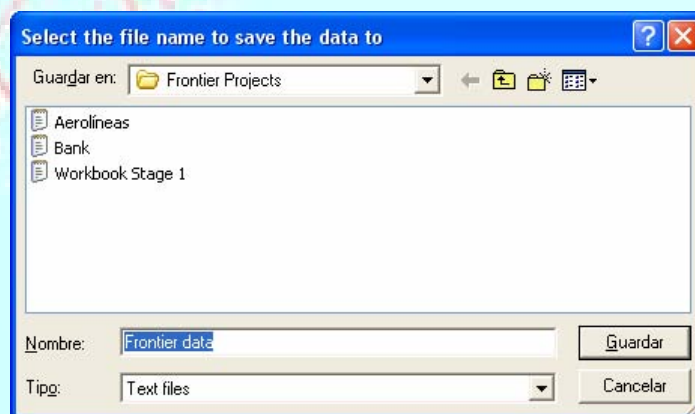 Select the file name to save the data to
Guardar en: Frontier Projects
Aerolíneas
Bank
Workbook Stage 1
Nombre: Frontier data Guardar
Tipo: Text files Cancelar